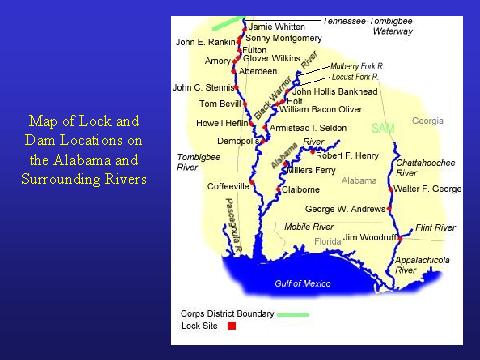 Map of Lock and
Dam Locations on
the Alabama and
Surrounding Rivers
Tennessee-Tombigbee
Waterway
Jamie Whitton
Sonny Montgomery
John E. Rankin
Fulton
Glover Wilkins
Amory
Aberdeen
River
Mulberry Fork R.
Locust Fork R.
John C. Stennis
Black Warrior
John Hollis Bankhead
Holt
Tom Bevill
William Bacon Oliver
Georgia
Howell Heflin
Armistead I. Seldon
SAM
Demopolis
River
Alabama
Robert F. Henry
Tombigbee
River
Millers Ferry
Chattahoochee
River
Alabama
Coffeeville
Claiborne
Walter F. George
George W. Andrews
Pascagoula R.
Mobile River
Flint River
Florida
Jim Woodruff
Appalachicola
River
Gulf of Mexico
Corps District Boundary
Lock Site